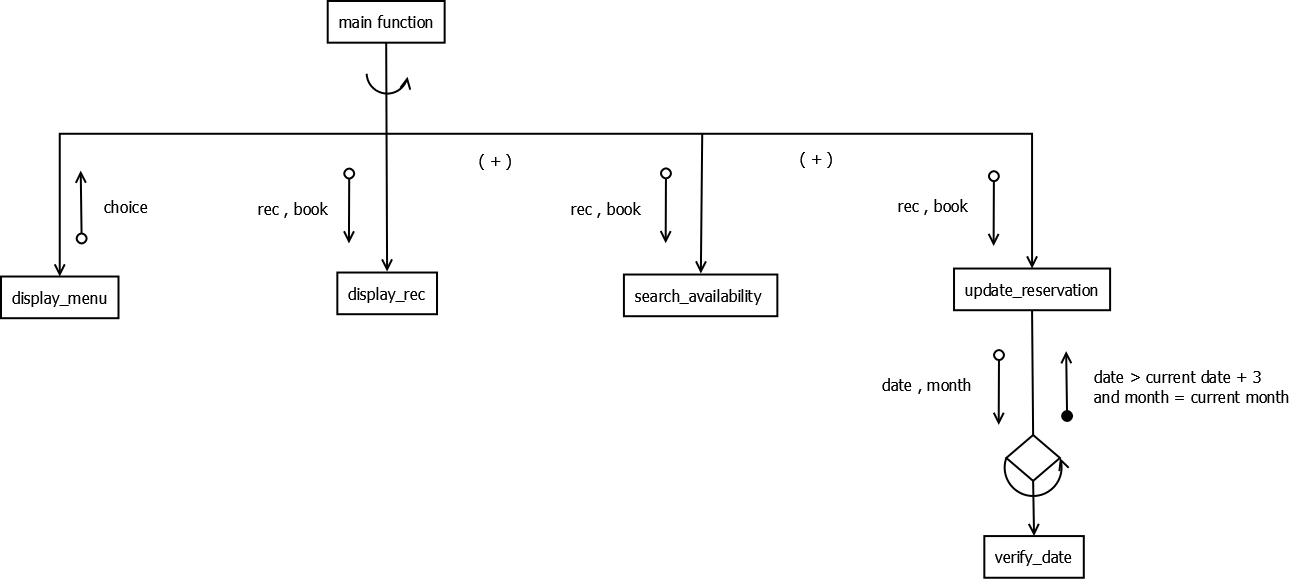 main function
( + )
( + )
choice
rec , book
rec , book
rec , book
display_menu
display_rec
search_availability
update_reservation
date , month
date > current date + 3
and month = current month
verify_date